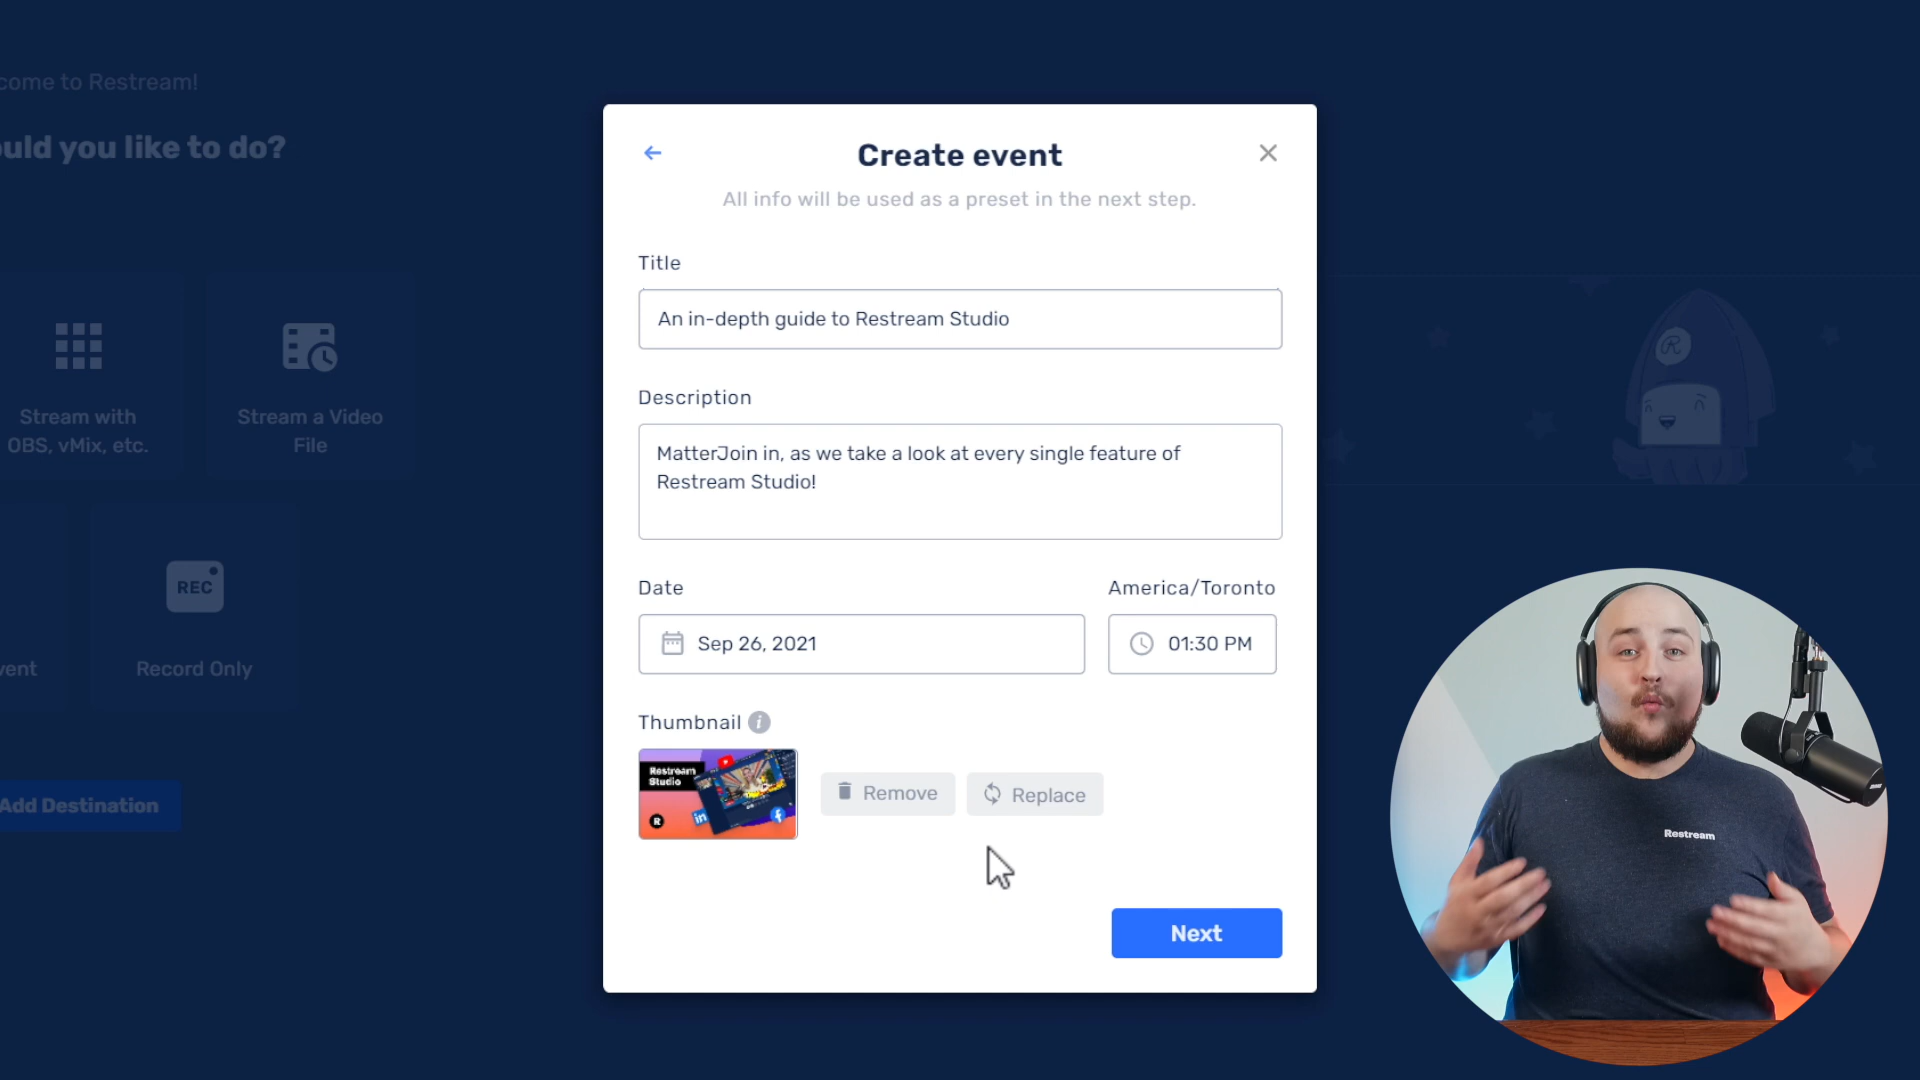 come to Restream!
ould you like to do?
Stream with
OBS, vMix, etc.
Stream a Video
File
REC
vent
Record Only
Add Destination
Create event
All info will be used as a preset in the next step.
Title
An in-depth guide to Restream Studio
Description
MatterJoin in, as we take a look at every single feature of
Restream Studio!
Date
America/Toronto
Sep 26, 2021
01:30 PM
Thumbnail i
Restream
Studio
R
in
f
Remove
Replace
Next
R
Restream